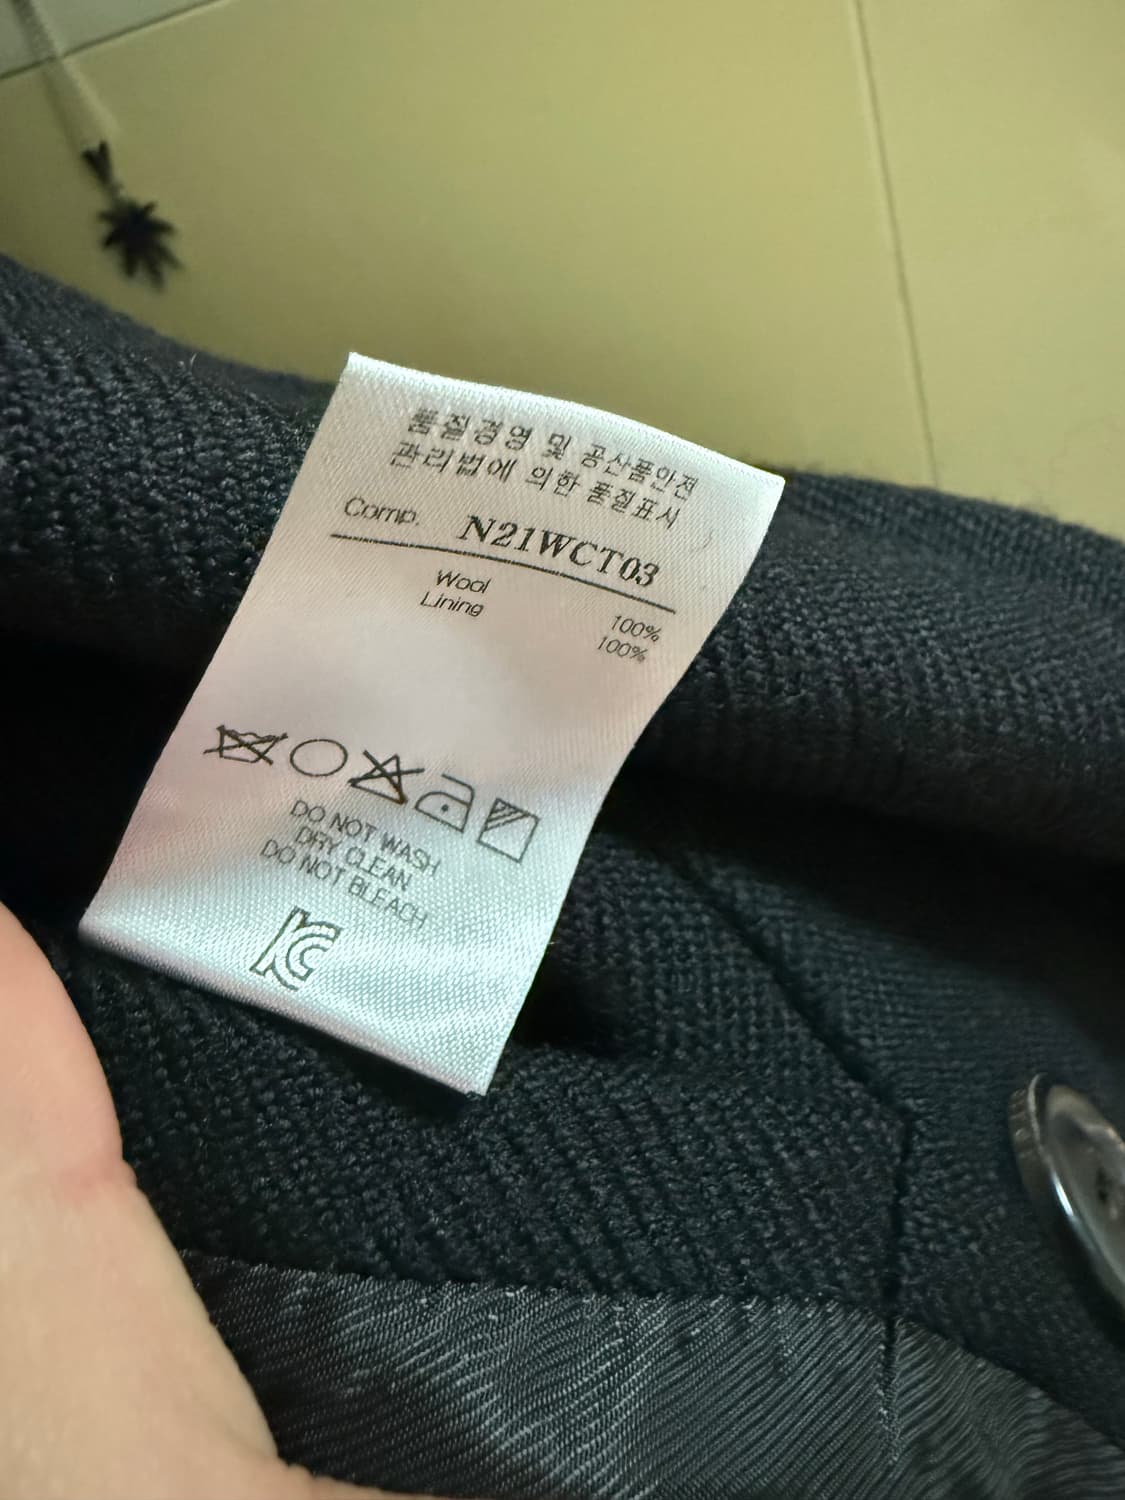 품질경영 및 공산품안전
관리법에 의한 품질표시
Comp. N21WCT03
Wool 100%
Lining 100%
DO NOT WASH
DRY CLEAN
DO NOT BLEACH
KC